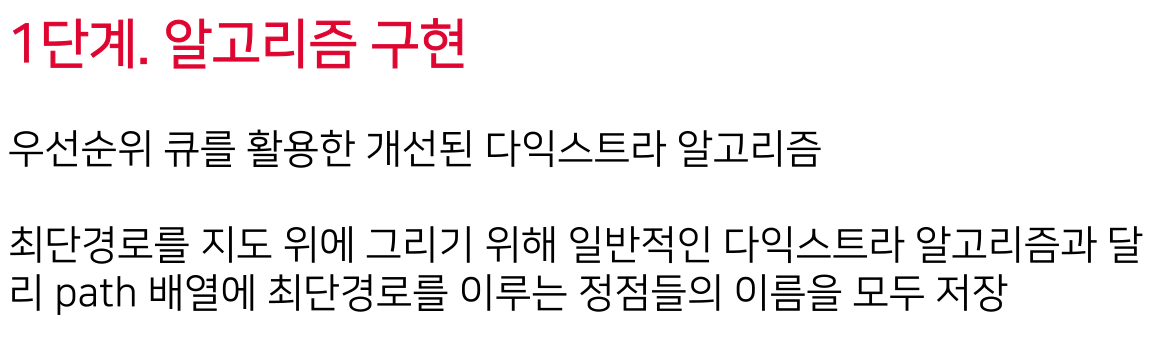 1단계. 알고리즘 구현
우선순위 큐를 활용한 개선된 다익스트라 알고리즘
최단경로를 지도 위에 그리기 위해 일반적인 다익스트라 알고리즘과 달
리 path 배열에 최단경로를 이루는 정점들의 이름을 모두 저장